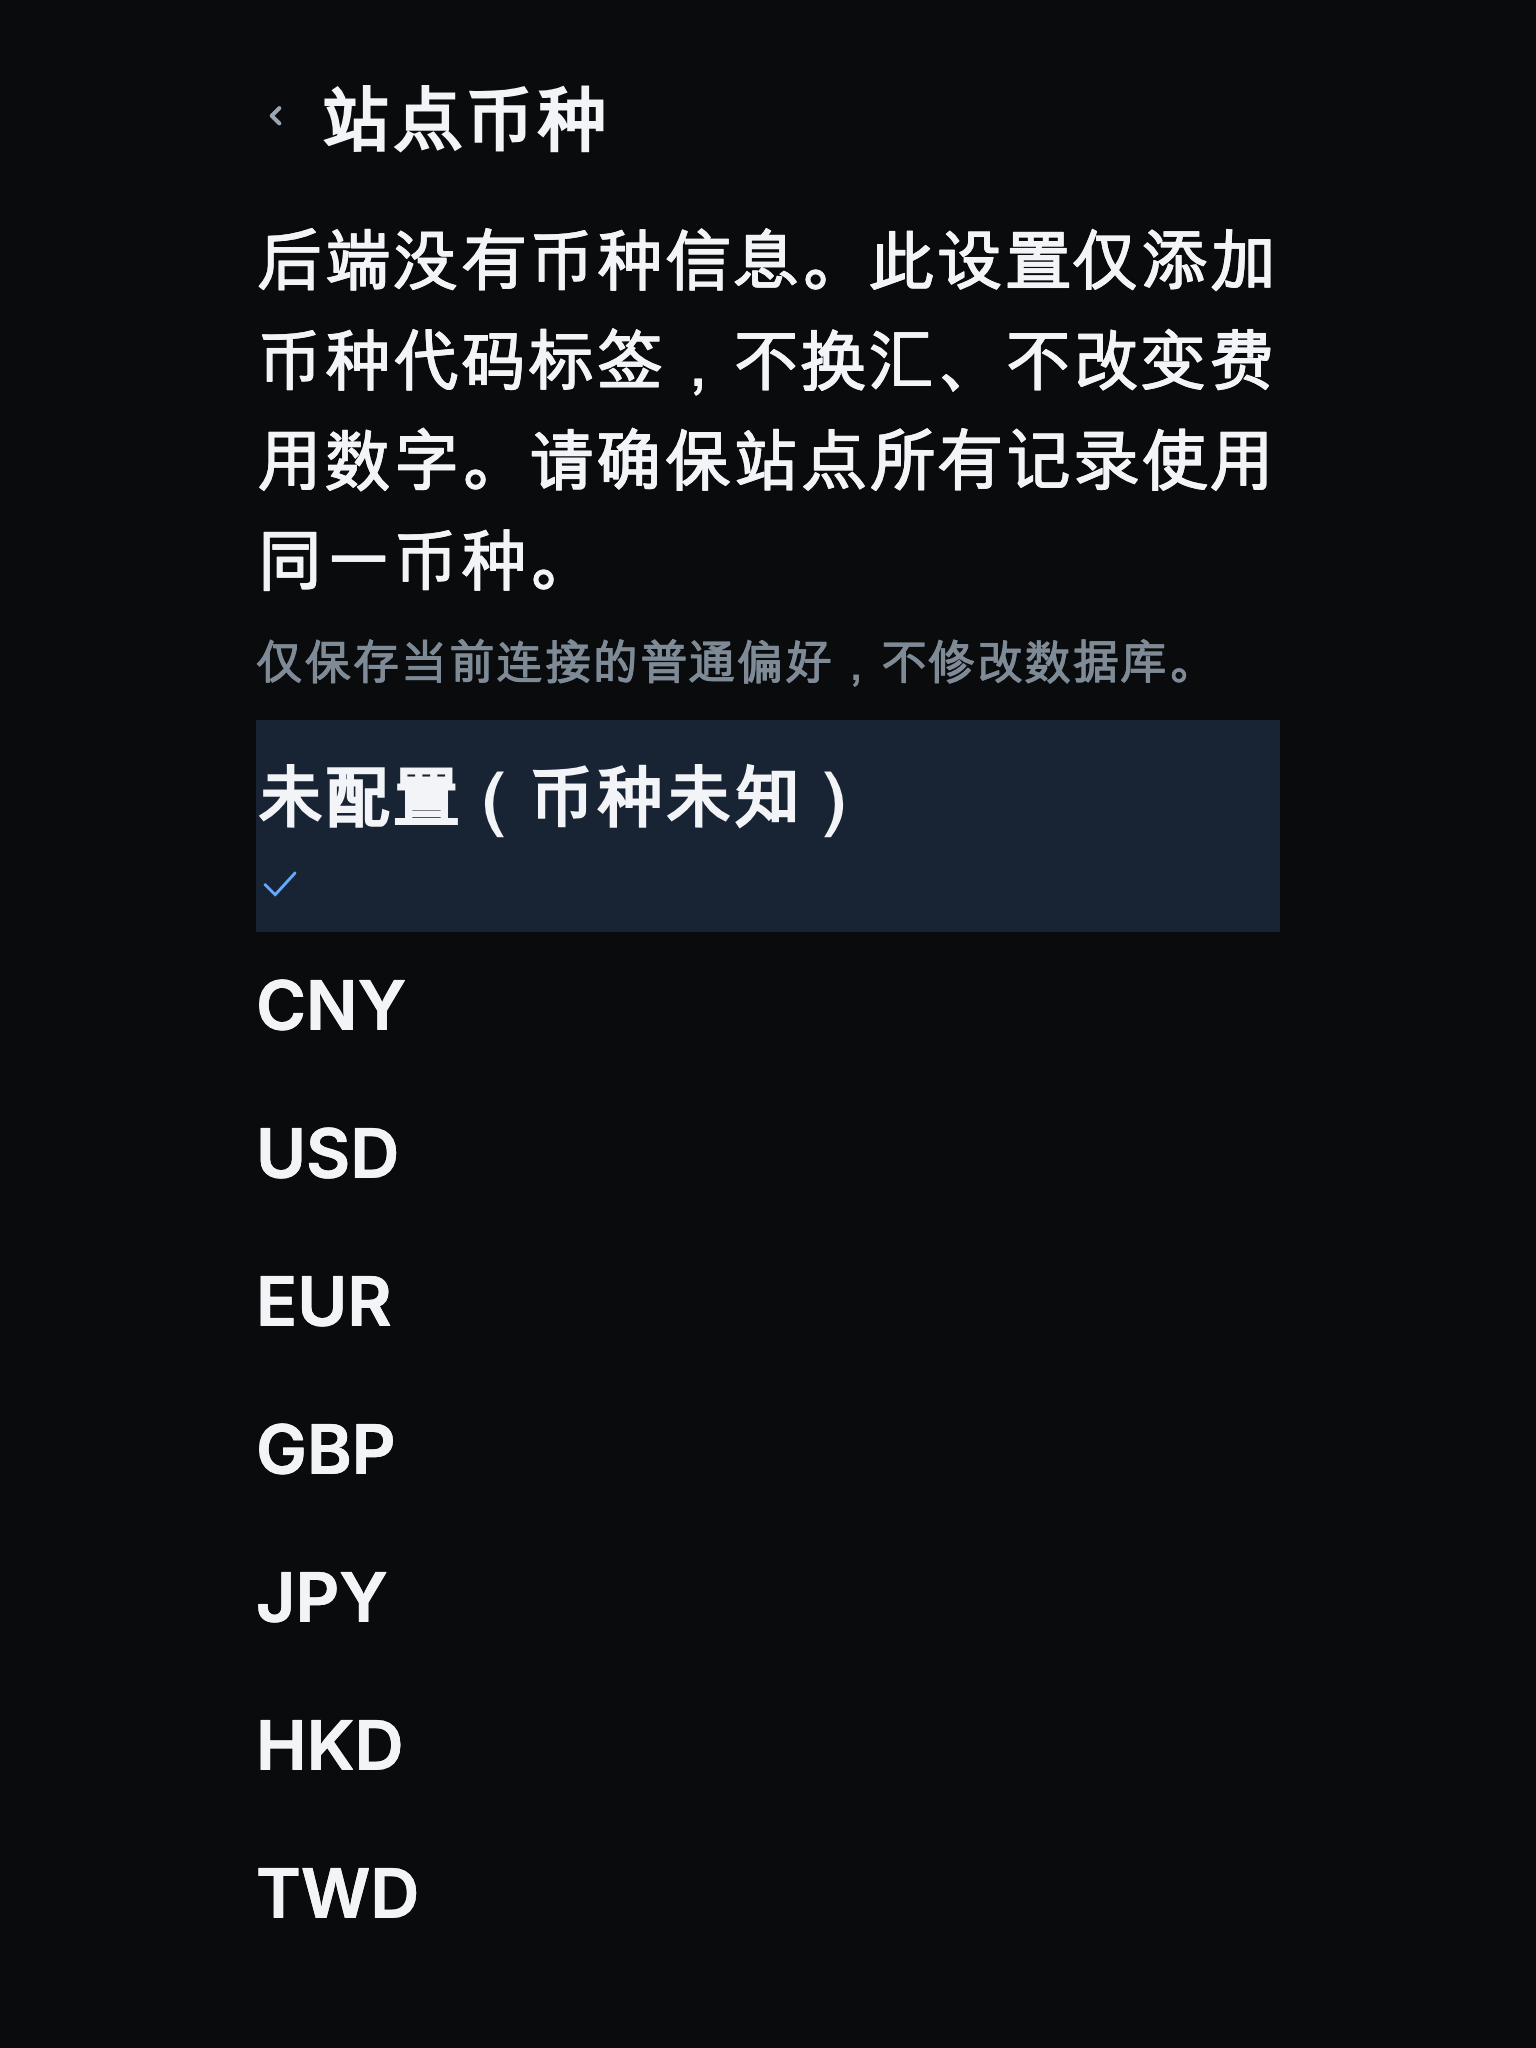 站点币种
后端没有币种信息。此设置仅添加
币种代码标签，不换汇、不改变费
用数字。请确保站点所有记录使用
同一币种。
仅保存当前连接的普通偏好，不修改数据库。
未配置（币种未知）
CNY
USD
EUR
GBP
JPY
HKD
TWD